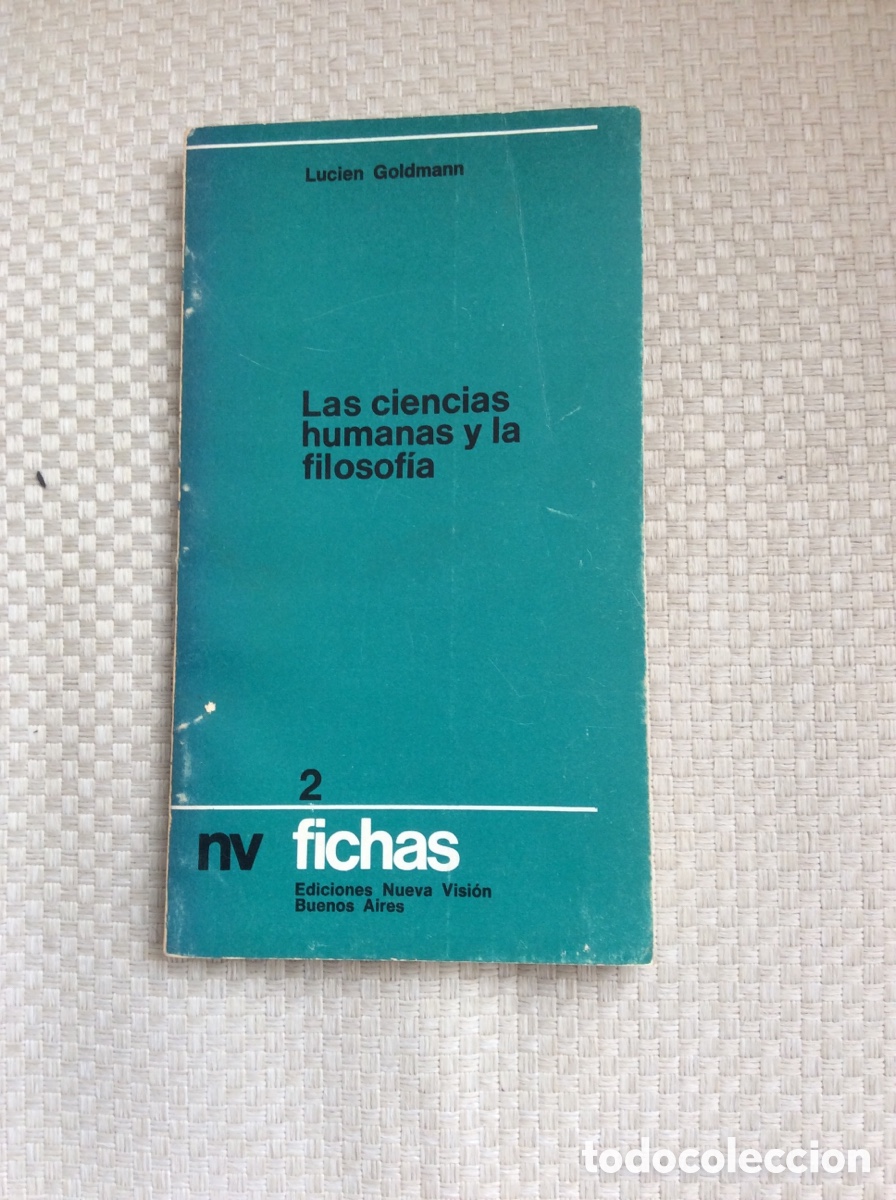 Lucien Goldmann
Las ciencias
humanas y la
filosofía
2
nv fichas
Ediciones Nueva Visión
Buenos Aires
todocoleccion